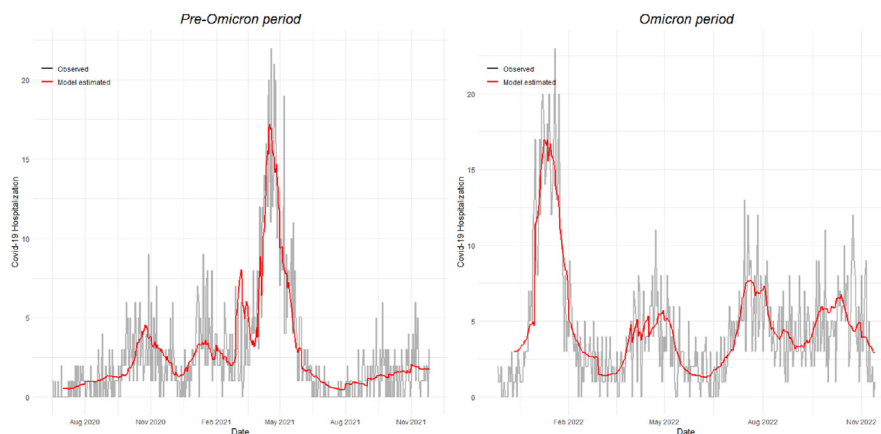 Pre-Omicron period
Observed
Model estimated
Covid-19 Hospitalization
20
15
10
5
0
Aug 2020
Nov 2020
Feb 2021
May 2021
Aug 2021
Nov 2021
Date
Omicron period
Observed
Model estimated
Covid-19 Hospitalization
20
15
10
5
0
Feb 2022
May 2022
Aug 2022
Nov 2022
Date